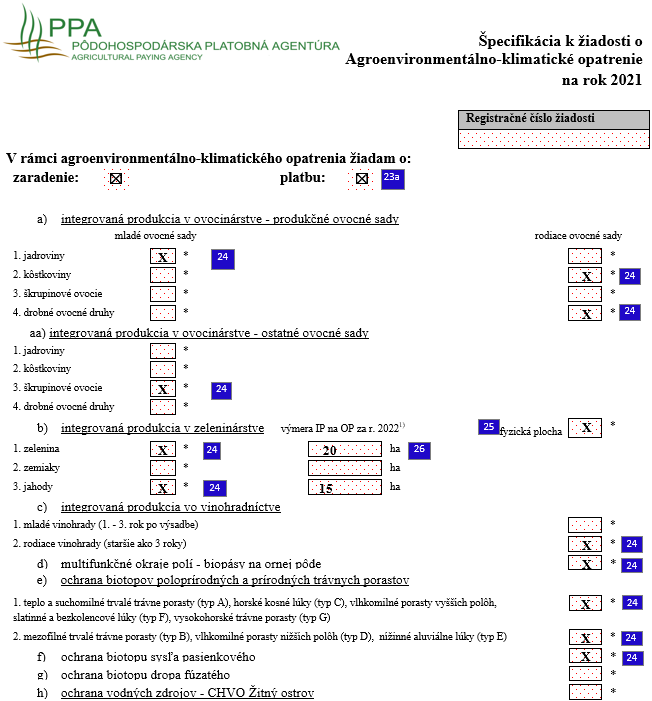 PPA
PÔDOHOSPODÁRSKA PLATOBNÁ AGENTÚRA
AGRICULTURAL PAYING AGENCY
Špecifikácia k žiadosti o
Agroenvironmentálno-klimatické opatrenie
na rok 2021
Registračné číslo žiadosti
V rámci agroenvironmentálno-klimatického opatrenia žiadam o:
zaradenie: ☒ platbu: ☒ 23a
a) integrovaná produkcia v ovocinárstve - produkčné ovocné sady
mladé ovocné sady rodiace ovocné sady
1. jadroviny X * 24 *
2. kôstkoviny * X * 24
3. škrupinové ovocie * *
4. drobné ovocné druhy * X * 24
aa) integrovaná produkcia v ovocinárstve - ostatné ovocné sady
1. jadroviny *
2. kôstkoviny *
3. škrupinové ovocie X * 24
4. drobné ovocné druhy *
b) integrovaná produkcia v zeleninárstve výmera IP na OP za r. 2022¹⁾ 25 fyzická plocha X *
1. zelenina X * 24 20 ha 26
2. zemiaky * ha
3. jahody X * 24 15 ha
c) integrovaná produkcia vo vinohradníctve
1. mladé vinohrady (1. - 3. rok po výsadbe) *
2. rodiace vinohrady (staršie ako 3 roky) X * 24
d) multifunkčné okraje polí - biopásy na ornej pôde X * 24
e) ochrana biotopov poloprírodných a prírodných trávnych porastov
1. teplo a suchomilné trvalé trávne porasty (typ A), horské kosné lúky (typ C), vlhkomilné porasty vyšších polôh, X * 24
slatinné a bezkolencové lúky (typ F), vysokohorské trávne porasty (typ G)
2. mezofilné trvalé trávne porasty (typ B), vlhkomilné porasty nižších polôh (typ D), nížinné aluviálne lúky (typ E) X * 24
f) ochrana biotopu sysľa pasienkového X * 24
g) ochrana biotopu dropa fúzatého *
h) ochrana vodných zdrojov - CHVO Žitný ostrov *